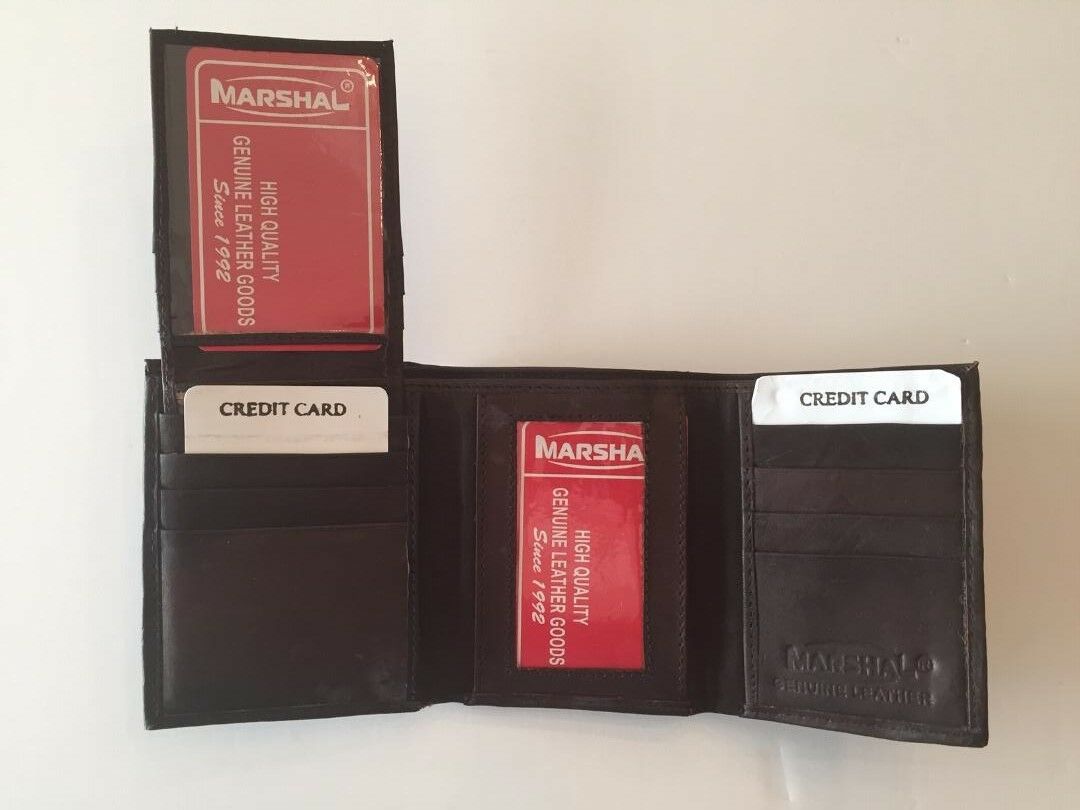 MARSHAL®
HIGH QUALITY
GENUINE LEATHER GOODS
Since 1992
CREDIT CARD
MARSHA
HIGH QUALITY
GENUINE LEATHER GOODS
Since 1992
CREDIT CARD
MARSHAL®
GENUINE LEATHER